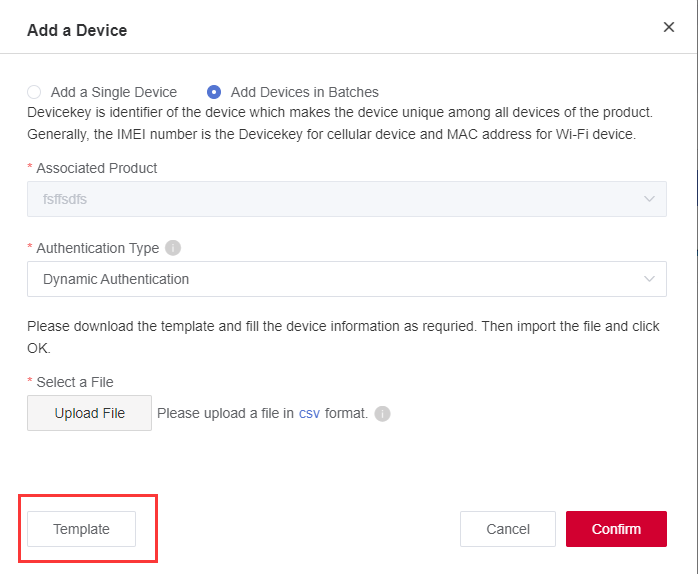 Add a Device
Add a Single Device
Add Devices in Batches
Devicekey is identifier of the device which makes the device unique among all devices of the product.
Generally, the IMEI number is the Devicekey for cellular device and MAC address for Wi-Fi device.
* Associated Product
fsffsdfs
* Authentication Type
Dynamic Authentication
Please download the template and fill the device information as requried. Then import the file and click
OK.
* Select a File
Upload File Please upload a file in csv format.
Template
Cancel
Confirm